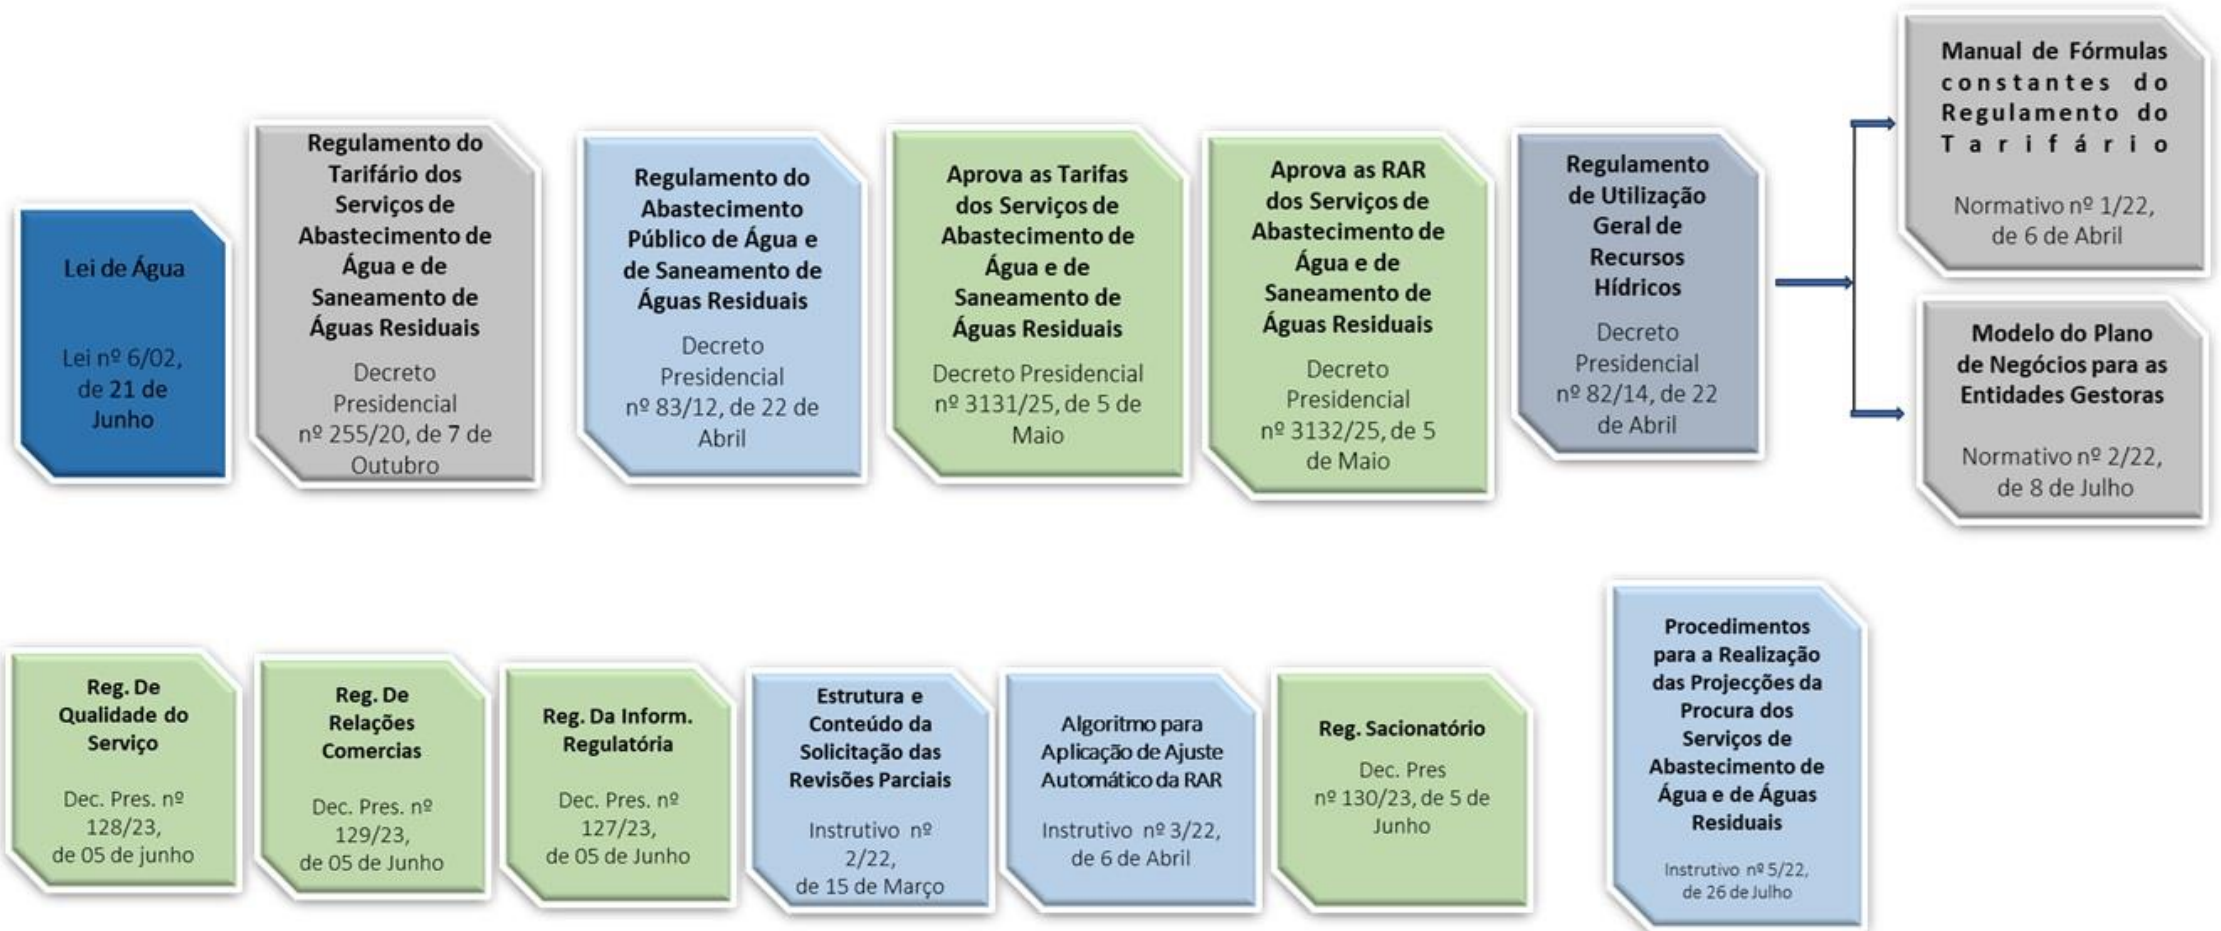 Lei de Água
Lei nº 6/02,
de 21 de
Junho
Regulamento do
Tarifário dos
Serviços de
Abastecimento de
Água e de
Saneamento de
Águas Residuais
Decreto
Presidencial
nº 255/20, de 7 de
Outubro
Regulamento do
Abastecimento
Público de Água e
de Saneamento de
Águas Residuais
Decreto
Presidencial
nº 83/12, de 22 de
Abril
Aprova as Tarifas
dos Serviços de
Abastecimento de
Água e de
Saneamento de
Águas Residuais
Decreto Presidencial
nº 3131/25, de 5 de
Maio
Aprova as RAR
dos Serviços de
Abastecimento de
Água e de
Saneamento de
Águas Residuais
Decreto
Presidencial
nº 3132/25, de 5
de Maio
Regulamento
de Utilização
Geral de
Recursos
Hídricos
Decreto
Presidencial
nº 82/14, de 22
de Abril
Manual de Fórmulas
constantes do
Regulamento do
Tarifário
Normativo nº 1/22,
de 6 de Abril
Modelo do Plano
de Negócios para as
Entidades Gestoras
Normativo nº 2/22,
de 8 de Julho
Reg. De
Qualidade do
Serviço
Dec. Pres. nº
128/23,
de 05 de junho
Reg. De
Relações
Comercias
Dec. Pres. nº
129/23,
de 05 de Junho
Reg. Da Inform.
Regulatória
Dec. Pres. nº
127/23,
de 05 de Junho
Estrutura e
Conteúdo da
Solicitação das
Revisões Parciais
Instrutivo nº
2/22,
de 15 de Março
Algoritmo para
Aplicação de Ajuste
Automático da RAR
Instrutivo nº 3/22,
de 6 de Abril
Reg. Sacionatório
Dec. Pres
nº 130/23, de 5 de
Junho
Procedimentos
para a Realização
das Projecções da
Procura dos
Serviços de
Abastecimento de
Água e de Águas
Residuais
Instrutivo nº 5/22,
de 26 de Julho